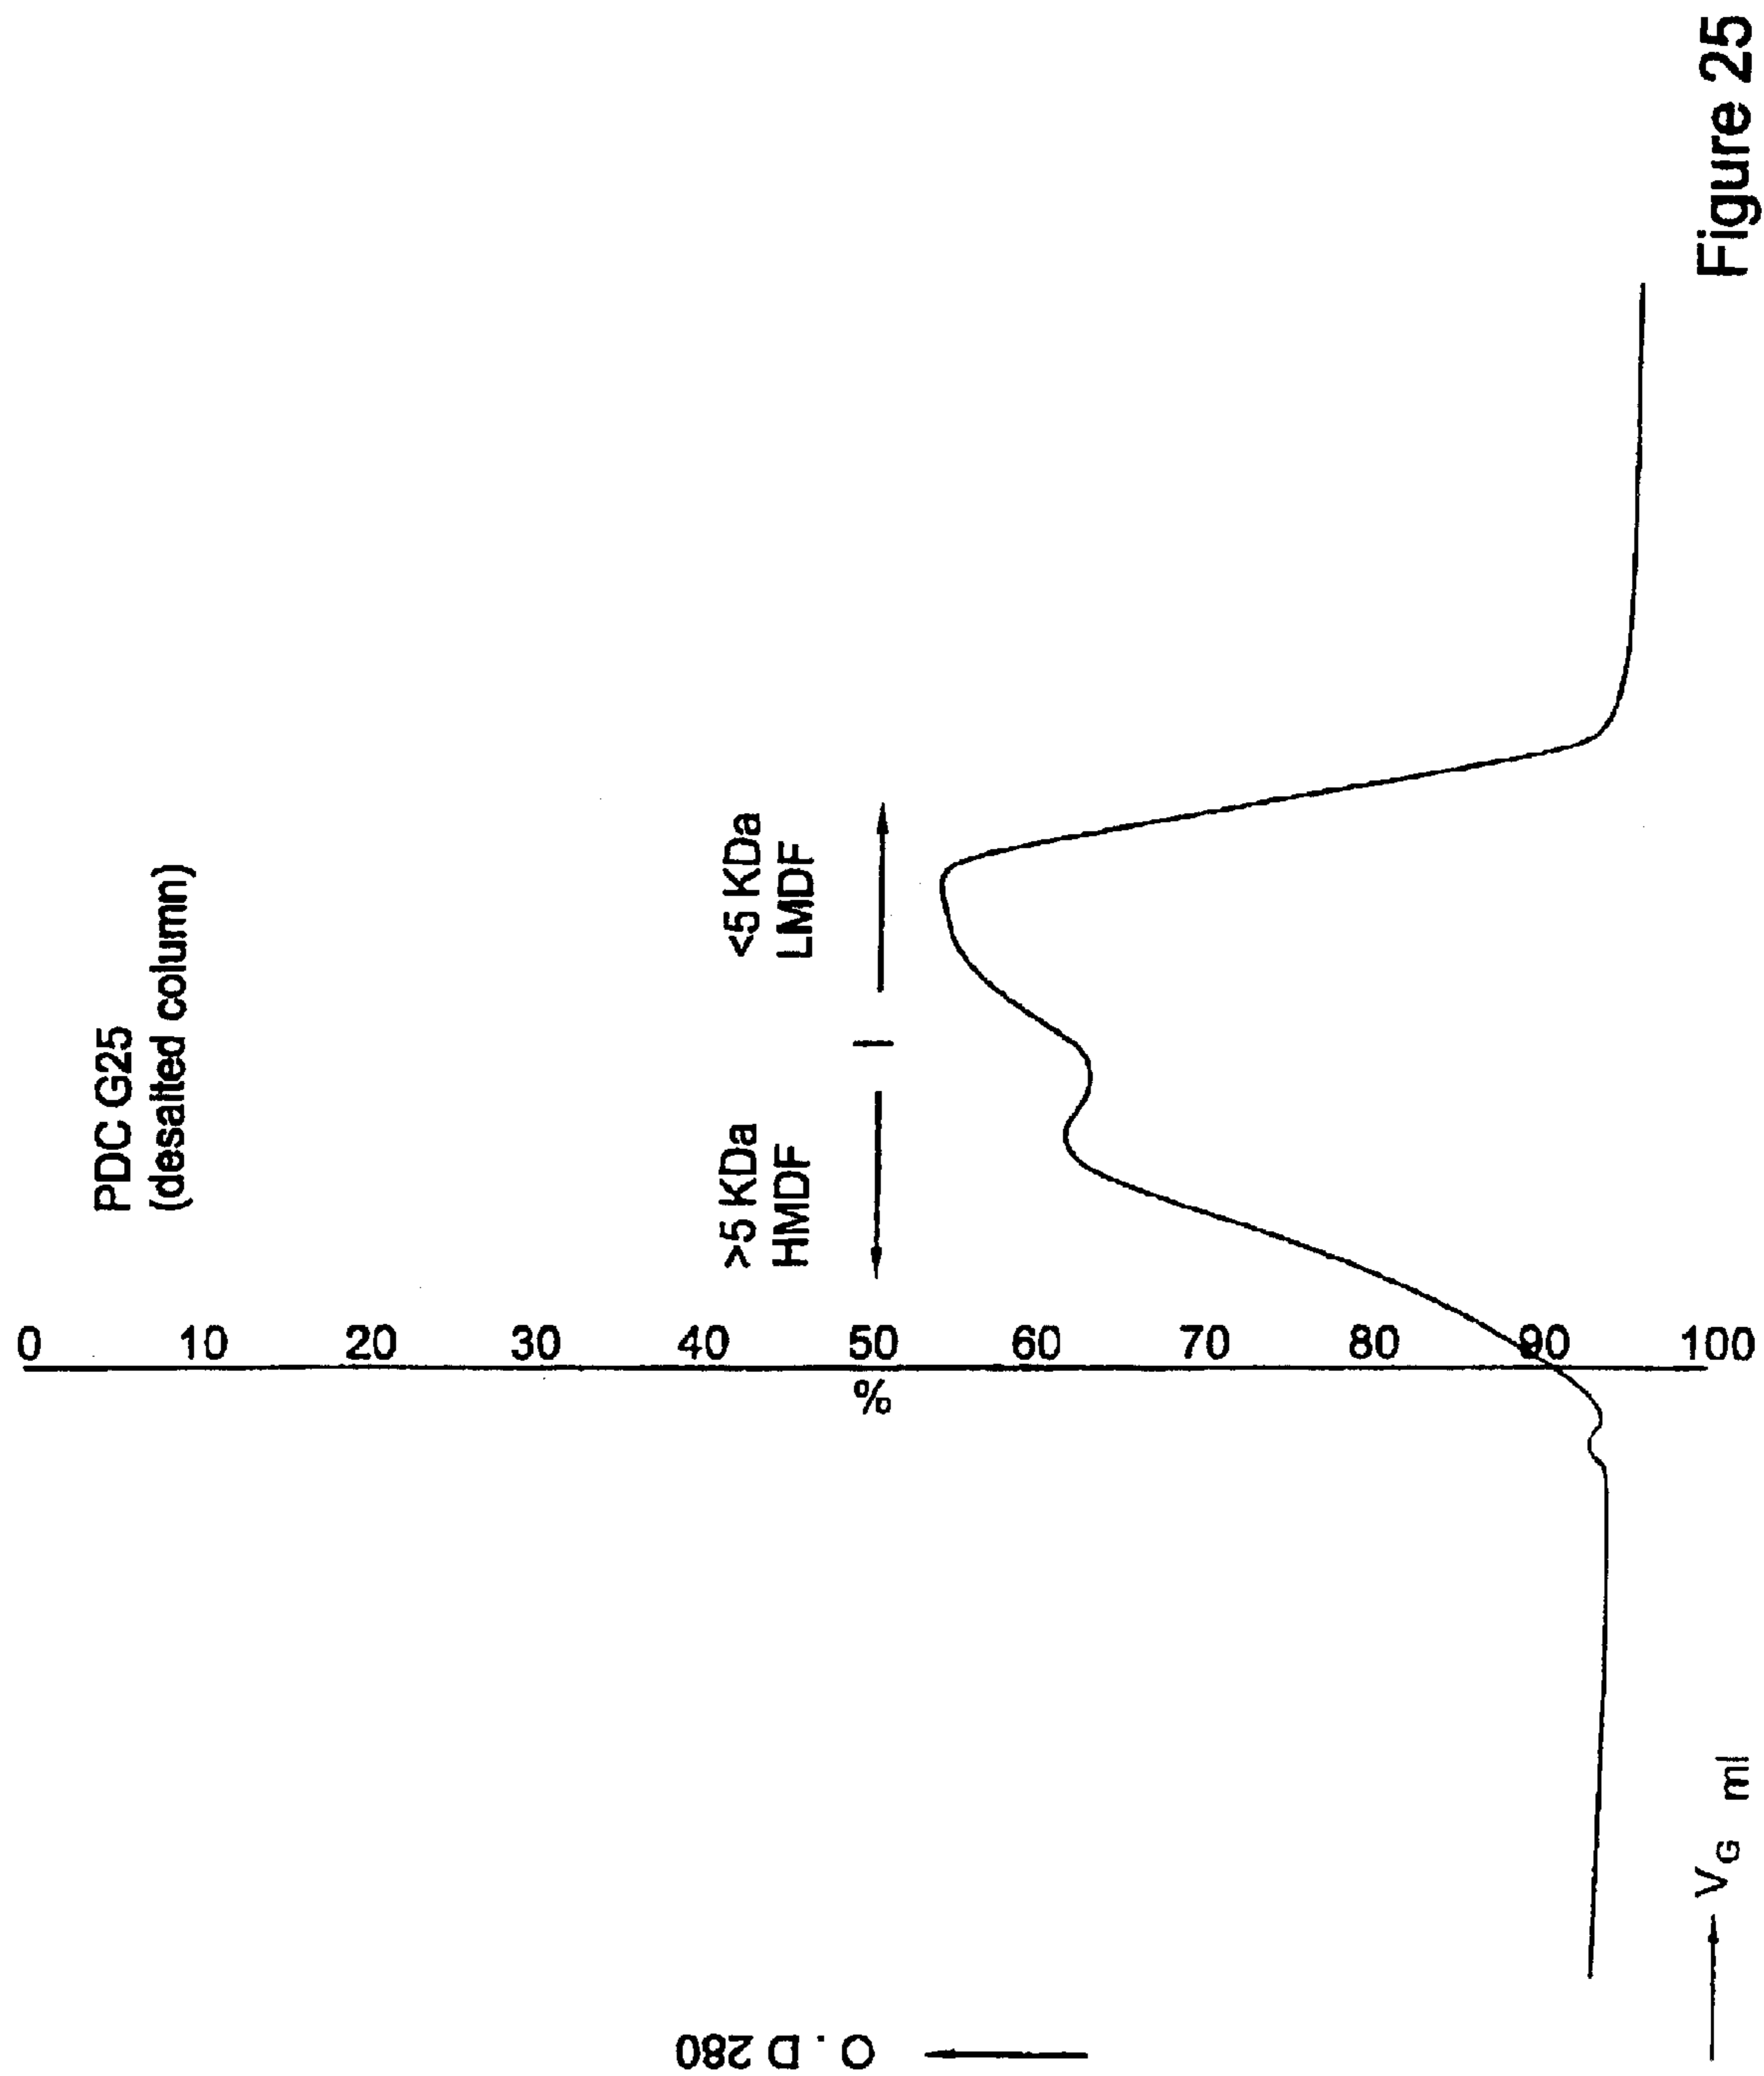 PDC G25
(desalted column)
>5 KDa
HMDF
<5 KDa
LMDF
0
10
20
30
40
50
60
70
80
90
100
%
O.D 280
VG ml
Figure 25